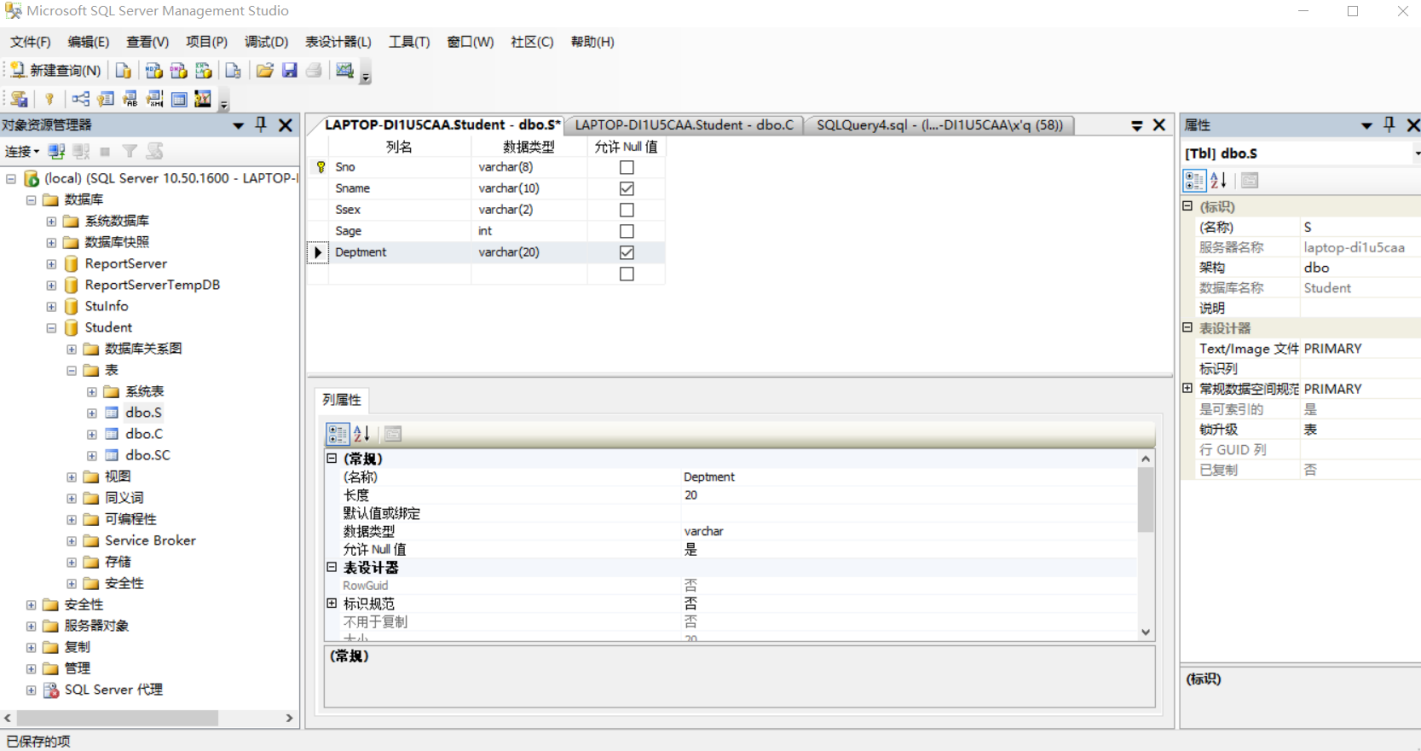 Microsoft SQL Server Management Studio
文件(F) 编辑(E) 查看(V) 项目(P) 调试(D) 表设计器(L) 工具(T) 窗口(W) 社区(C) 帮助(H)
新建查询(N)
对象资源管理器
连接
(local) (SQL Server 10.50.1600 - LAPTOP-
数据库
系统数据库
数据库快照
ReportServer
ReportServerTempDB
StuInfo
Student
数据库关系图
表
系统表
dbo.S
dbo.C
dbo.SC
视图
同义词
可编程性
Service Broker
存储
安全性
安全性
服务器对象
复制
管理
SQL Server 代理
LAPTOP-DI1U5CAA.Student - dbo.S* LAPTOP-DI1U5CAA.Student - dbo.C SQLQuery4.sql - (l...-DI1U5CAA\x'q (58))
列名 数据类型 允许 Null 值
Sno varchar(8)
Sname varchar(10)
Ssex varchar(2)
Sage int
Deptment varchar(20)
列属性
(常规)
(名称) Deptment
长度 20
默认值或绑定
数据类型 varchar
允许 Null 值 是
表设计器
RowGuid 否
标识规范 否
不用于复制 否
大小 20
(常规)
属性
[Tbl] dbo.S
(标识)
(名称) S
服务器名称 laptop-di1u5caa
架构 dbo
数据库名称 Student
说明
表设计器
Text/Image 文件 PRIMARY
标识列
常规数据空间规范 PRIMARY
是可索引的 是
锁升级 表
行 GUID 列
已复制 否
(标识)
已保存的项